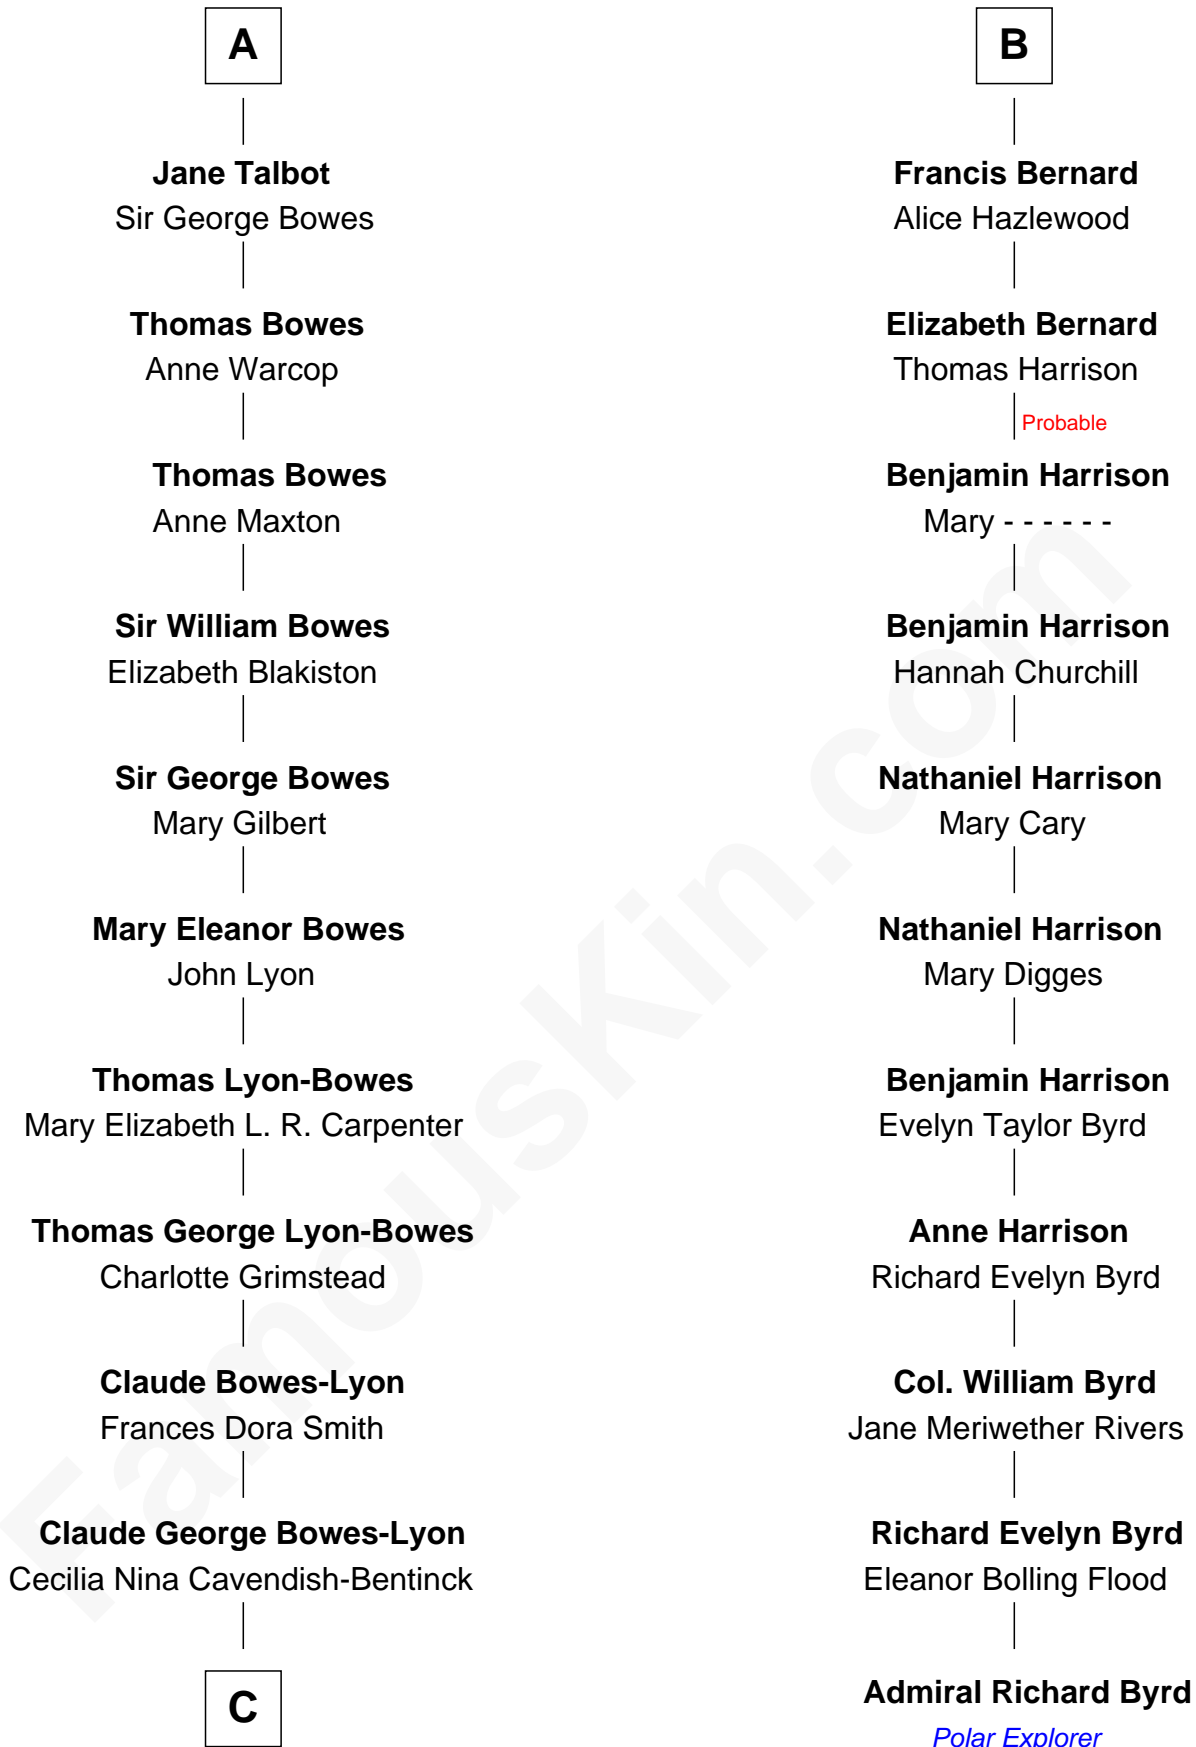 A
Jane Talbot
Sir George Bowes
Thomas Bowes
Anne Warcop
Thomas Bowes
Anne Maxton
Sir William Bowes
Elizabeth Blakiston
Sir George Bowes
Mary Gilbert
Mary Eleanor Bowes
John Lyon
Thomas Lyon-Bowes
Mary Elizabeth L. R. Carpenter
Thomas George Lyon-Bowes
Charlotte Grimstead
Claude Bowes-Lyon
Frances Dora Smith
Claude George Bowes-Lyon
Cecilia Nina Cavendish-Bentinck
C
B
Francis Bernard
Alice Hazlewood
Elizabeth Bernard
Thomas Harrison
Probable
Benjamin Harrison
Mary - - - - - -
Benjamin Harrison
Hannah Churchill
Nathaniel Harrison
Mary Cary
Nathaniel Harrison
Mary Digges
Benjamin Harrison
Evelyn Taylor Byrd
Anne Harrison
Richard Evelyn Byrd
Col. William Byrd
Jane Meriwether Rivers
Richard Evelyn Byrd
Eleanor Bolling Flood
Admiral Richard Byrd
Polar Explorer
FamousKin.com